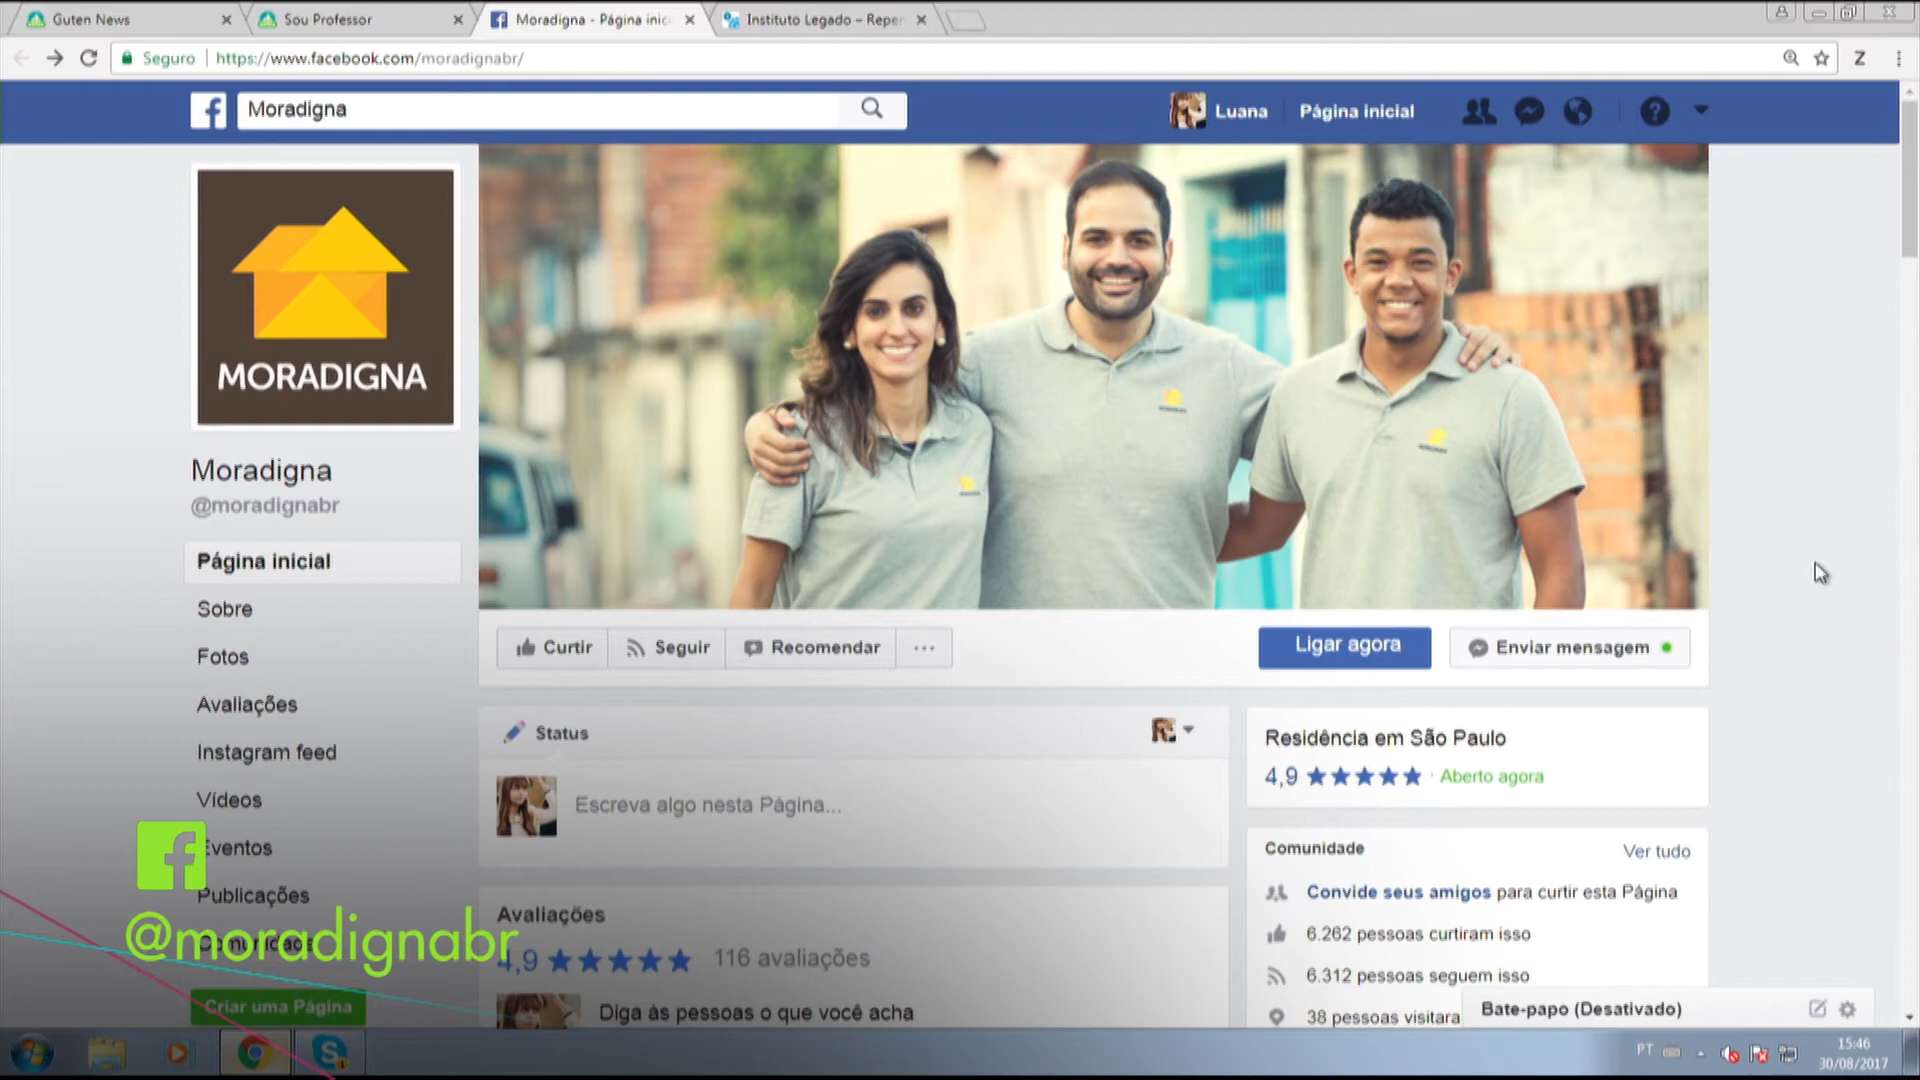 Guten News
Sou Professor
Moradigna - Página inic
Instituto Legado – Repen
Seguro
https://www.facebook.com/moradignabr/
Z
Moradigna
Luana
Página inicial
MORADIGNA
Moradigna
@moradignabr
Página inicial
Sobre
Fotos
Avaliações
Instagram feed
Vídeos
Eventos
Publicações
Comunidade
Criar uma Página
@moradignabr
Curtir
Seguir
Recomendar
Ligar agora
Enviar mensagem
Status
Escreva algo nesta Página...
Avaliações
4,9
116 avaliações
Diga às pessoas o que você acha
Residência em São Paulo
4,9 · Aberto agora
Comunidade
Ver tudo
Convide seus amigos para curtir esta Página
6.262 pessoas curtiram isso
6.312 pessoas seguem isso
38 pessoas visitara
Bate-papo (Desativado)
PT
15:46
30/08/2017